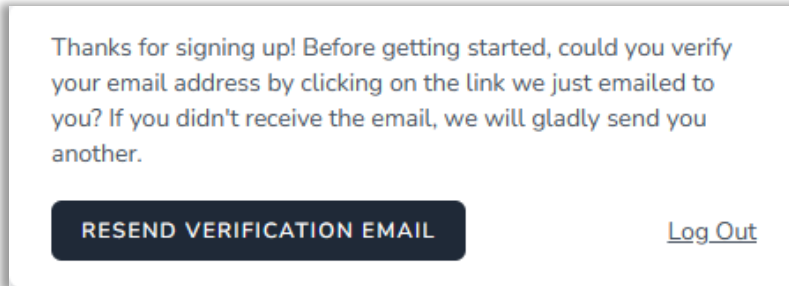 Thanks for signing up! Before getting started, could you verify
your email address by clicking on the link we just emailed to
you? If you didn't receive the email, we will gladly send you
another.
RESEND VERIFICATION EMAIL
Log Out